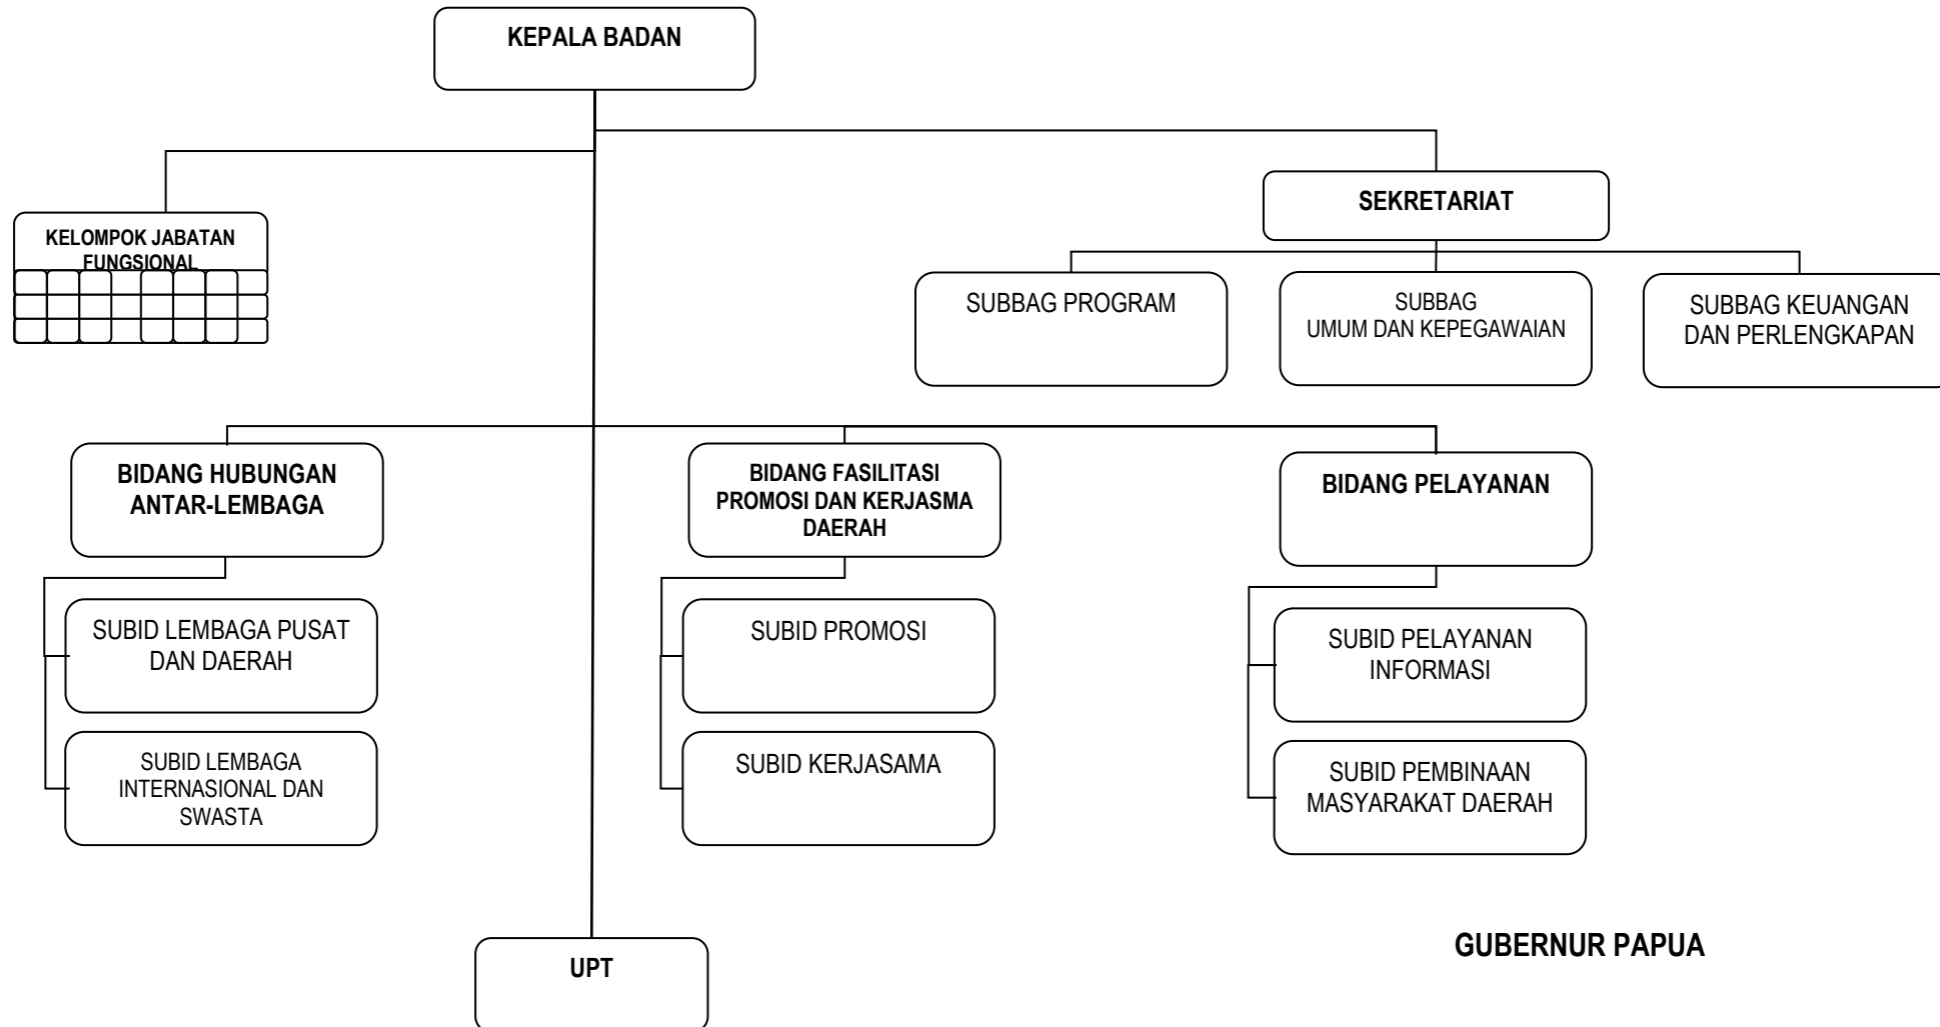 KEPALA BADAN
SEKRETARIAT
KELOMPOK JABATAN
FUNGSIONAL
SUBBAG PROGRAM
SUBBAG
UMUM DAN KEPEGAWAIAN
SUBBAG KEUANGAN
DAN PERLENGKAPAN
BIDANG HUBUNGAN
ANTAR-LEMBAGA
BIDANG FASILITASI
PROMOSI DAN KERJASMA
DAERAH
BIDANG PELAYANAN
SUBID LEMBAGA PUSAT
DAN DAERAH
SUBID PROMOSI
SUBID PELAYANAN
INFORMASI
SUBID LEMBAGA
INTERNASIONAL DAN
SWASTA
SUBID KERJASAMA
SUBID PEMBINAAN
MASYARAKAT DAERAH
GUBERNUR PAPUA
UPT